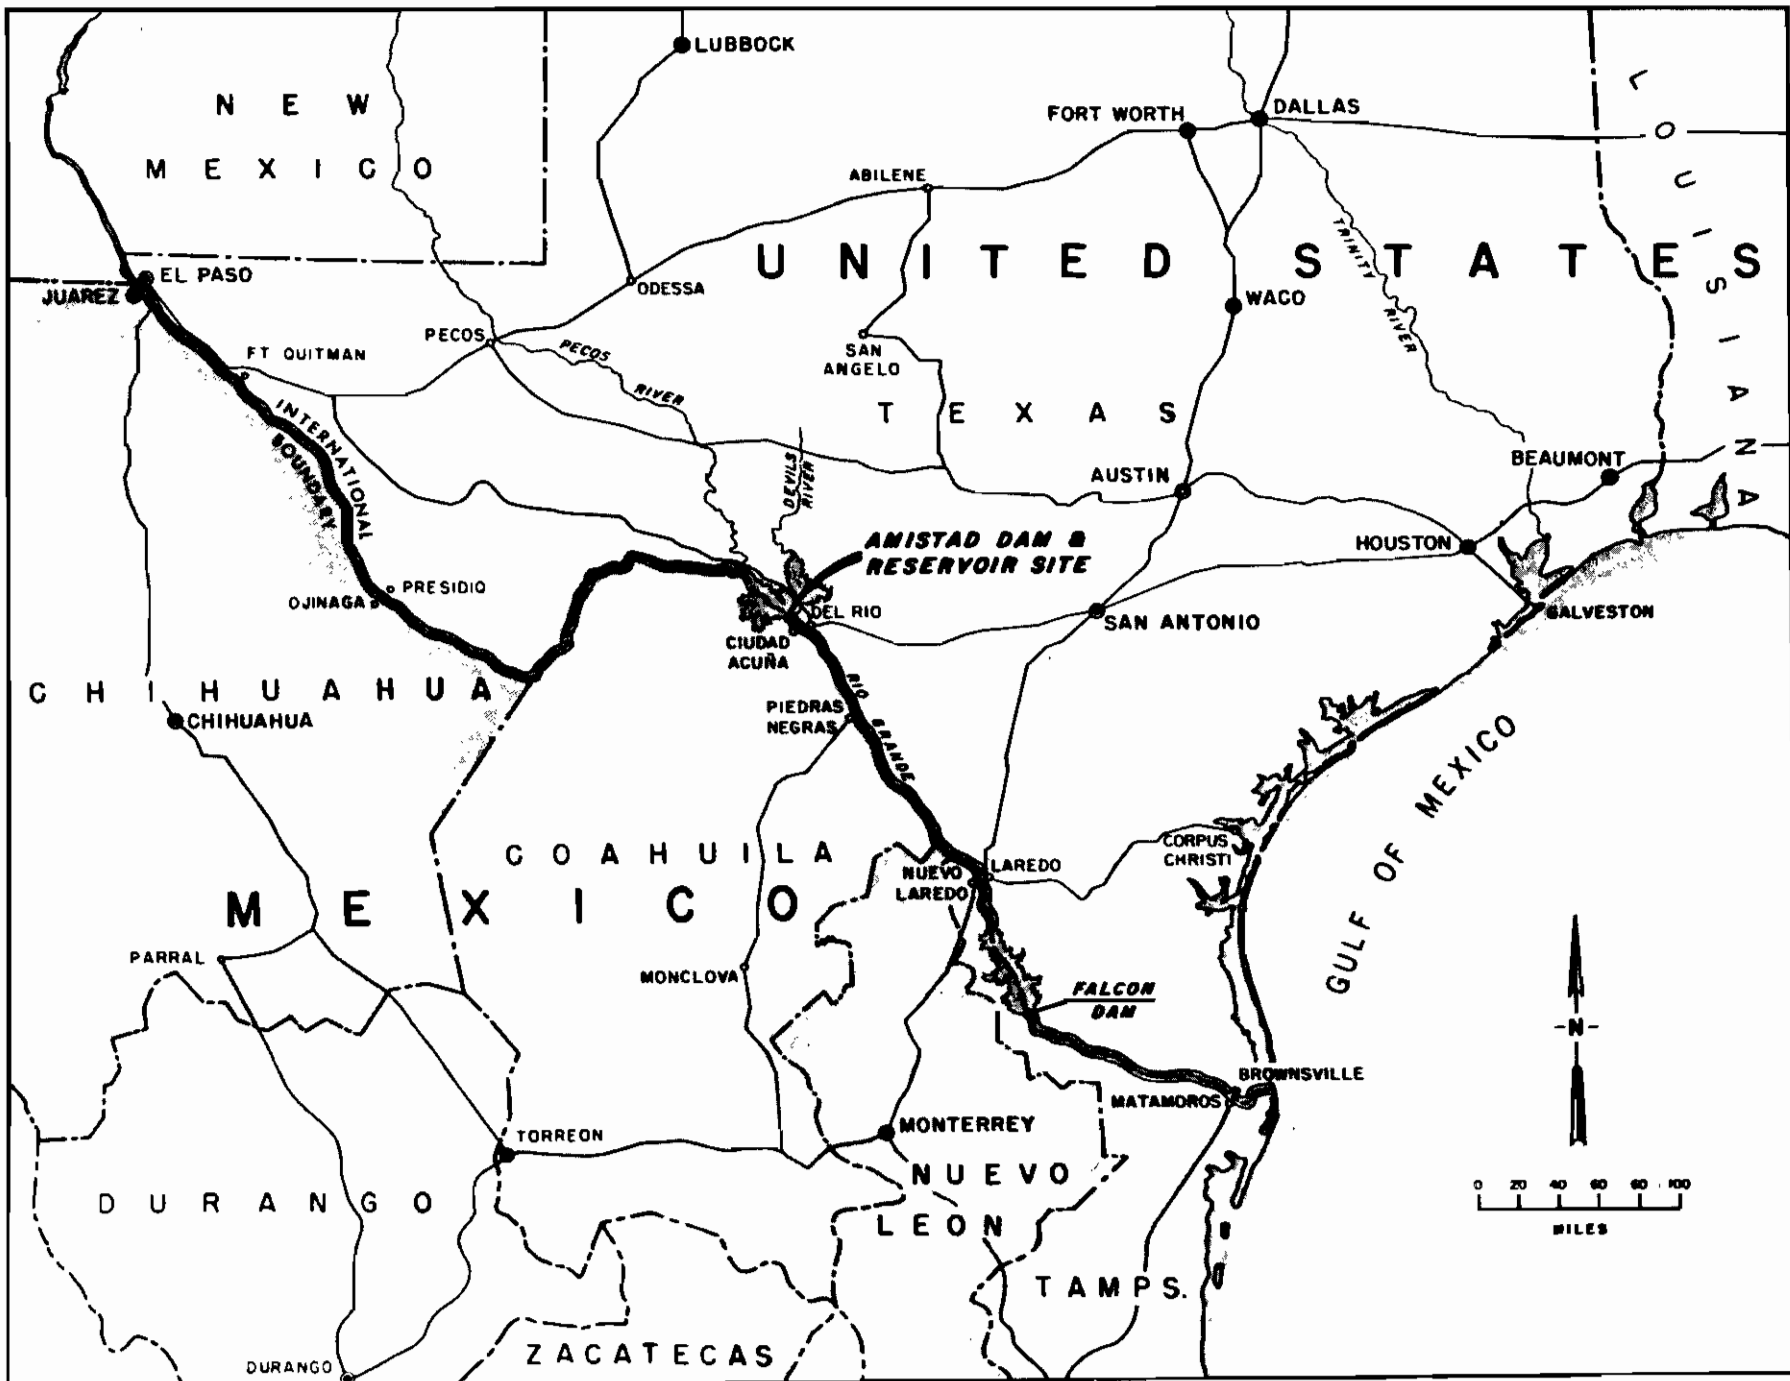 LUBBOCK
NEW
MEXICO
FORT WORTH
DALLAS
LOUISIANA
ABILENE
UNITED STATES
TRINITY
RIVER
EL PASO
JUAREZ
ODESSA
WACO
PECOS
PECOS
RIVER
FT QUITMAN
SAN
ANGELO
TEXAS
INTERNATIONAL
BOUNDARY
DEVILS
RIVER
AUSTIN
BEAUMONT
AMISTAD DAM &
RESERVOIR SITE
HOUSTON
PRESIDIO
OJINAGA
DEL RIO
CIUDAD
ACUÑA
SAN ANTONIO
GALVESTON
CHIHUAHUA
CHIHUAHUA
PIEDRAS
NEGRAS
RIO
GRANDE
GULF OF MEXICO
COAHUILA
CORPUS
CHRISTI
NUEVO
LAREDO
LAREDO
MEXICO
PARRAL
MONCLOVA
FALCON
DAM
N
BROWNSVILLE
MATAMOROS
TORREON
MONTERREY
NUEVO
LEON
DURANGO
0 20 40 60 80 100
MILES
TAMPS.
ZACATECAS
DURANGO